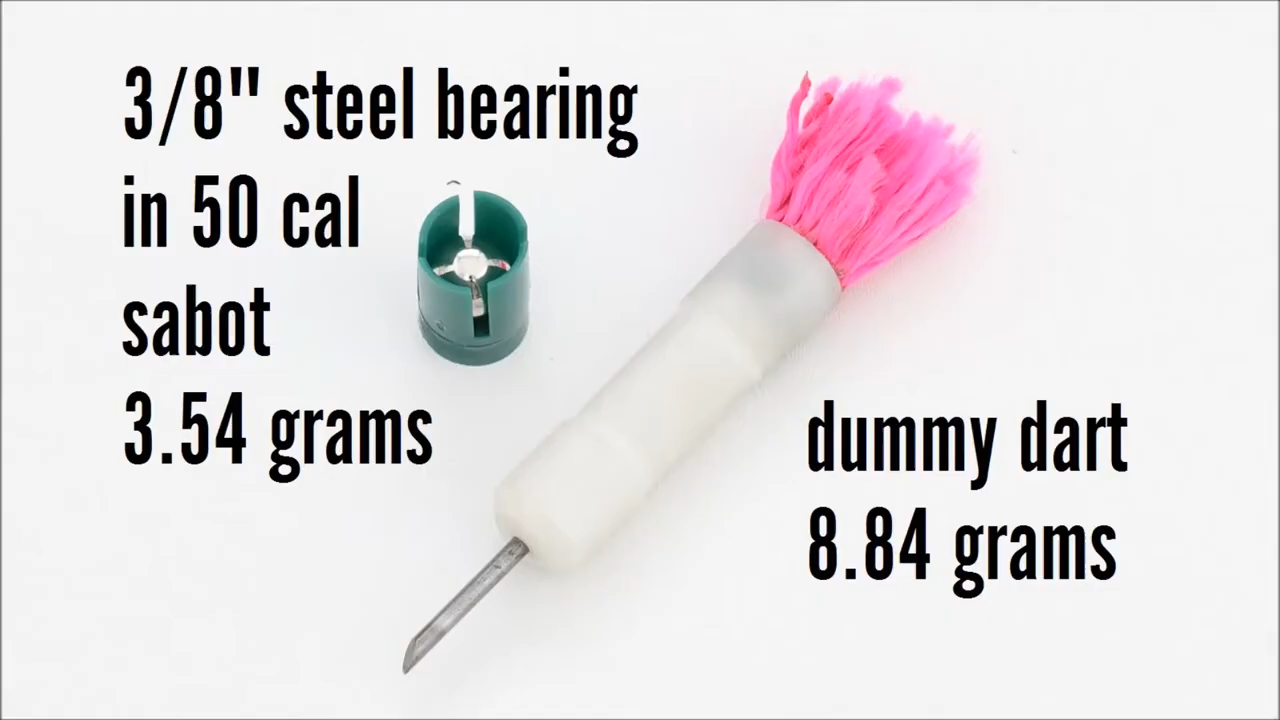 3/8" steel bearing
in 50 cal
sabot
3.54 grams
dummy dart
8.84 grams